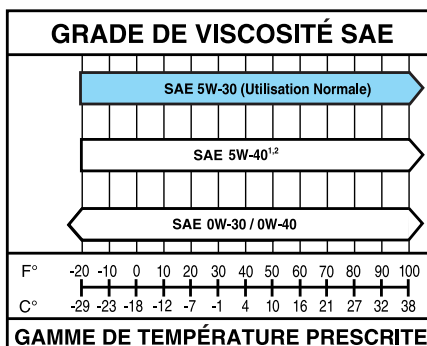 GRADE DE VISCOSITÉ SAE
SAE 5W-30 (Utilisation Normale)
SAE 5W-40¹,²
SAE 0W-30 / 0W-40
F° -20 -10 0 10 20 30 40 50 60 70 80 90 100
C° -29 -23 -18 -12 -7 -1 4 10 16 21 27 32 38
GAMME DE TEMPÉRATURE PRESCRITE